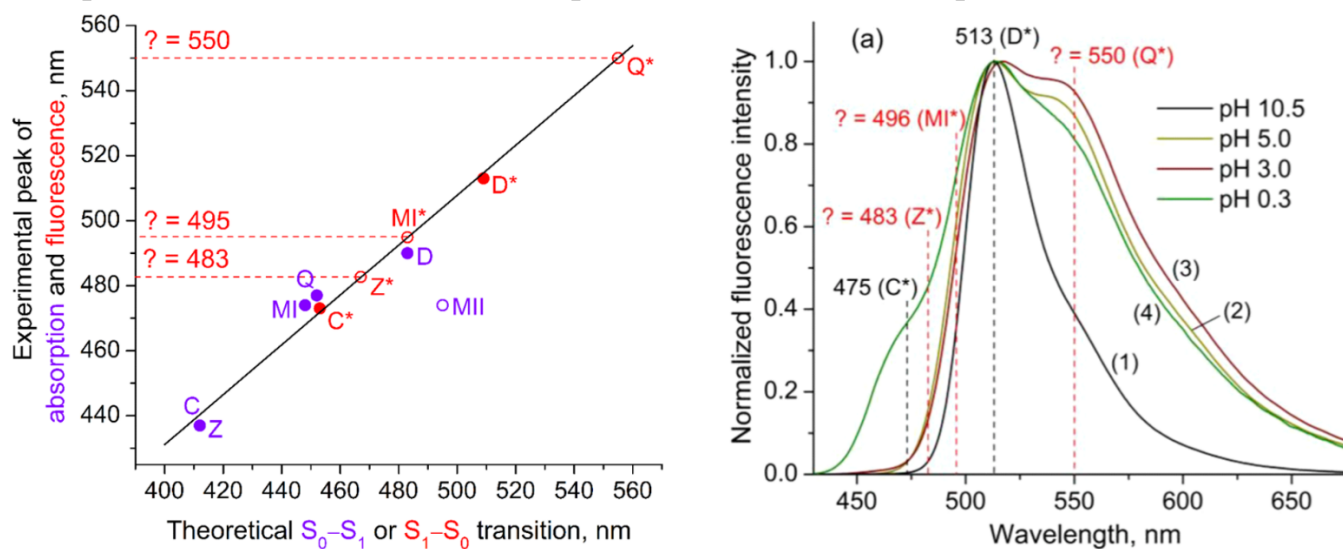 Experimental peak of
absorption and fluorescence, nm
560
540
520
500
480
460
440
? = 550
? = 495
? = 483
Q*
D*
MI*
D
Z*
Q
MI
C*
MII
C
Z
400 420 440 460 480 500 520 540 560
Theoretical S₀–S₁ or S₁–S₀ transition, nm
Normalized fluorescence intensity
(a)
1.0
0.8
0.6
0.4
0.2
0.0
513 (D*)
? = 550 (Q*)
? = 496 (MI*)
? = 483 (Z*)
475 (C*)
pH 10.5
pH 5.0
pH 3.0
pH 0.3
(1)
(3)
(2)
(4)
450 500 550 600 650
Wavelength, nm